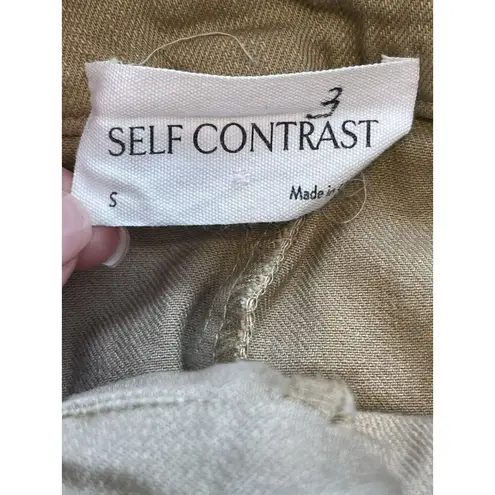 3
SELF CONTRAST
S Made in